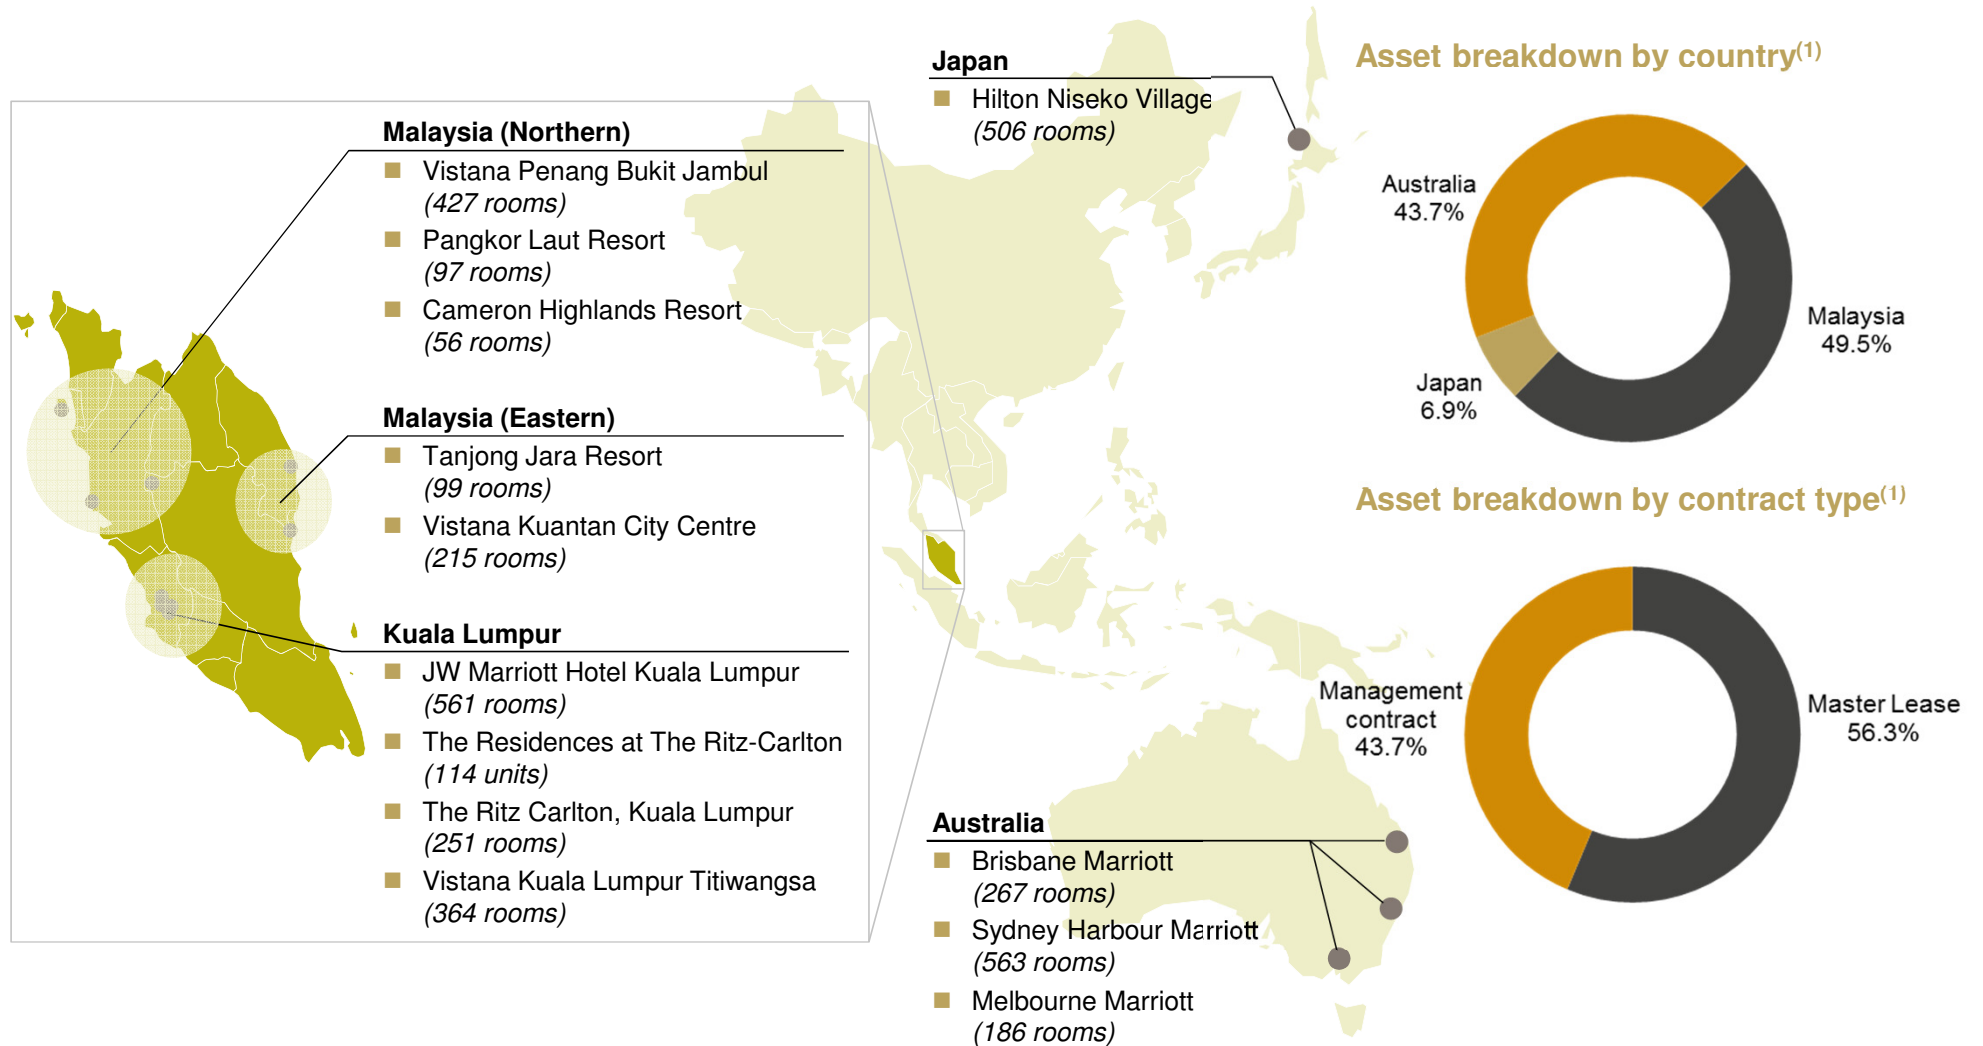 Malaysia (Northern)
Vistana Penang Bukit Jambul
(427 rooms)
Pangkor Laut Resort
(97 rooms)
Cameron Highlands Resort
(56 rooms)
Malaysia (Eastern)
Tanjong Jara Resort
(99 rooms)
Vistana Kuantan City Centre
(215 rooms)
Kuala Lumpur
JW Marriott Hotel Kuala Lumpur
(561 rooms)
The Residences at The Ritz-Carlton
(114 units)
The Ritz Carlton, Kuala Lumpur
(251 rooms)
Vistana Kuala Lumpur Titiwangsa
(364 rooms)
Japan
Hilton Niseko Village
(506 rooms)
Australia
Brisbane Marriott
(267 rooms)
Sydney Harbour Marriott
(563 rooms)
Melbourne Marriott
(186 rooms)
Asset breakdown by country(1)
Australia
43.7%
Malaysia
49.5%
Japan
6.9%
Asset breakdown by contract type(1)
Management
contract
43.7%
Master Lease
56.3%